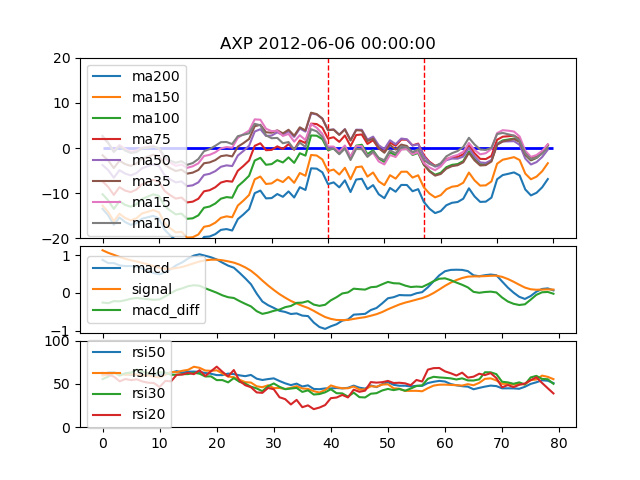 AXP 2012-06-06 00:00:00
20
10
0
−10
−20
ma200
ma150
ma100
ma75
ma50
ma35
ma15
ma10
1
0
−1
macd
signal
macd_diff
100
50
0
rsi50
rsi40
rsi30
rsi20
0 10 20 30 40 50 60 70 80